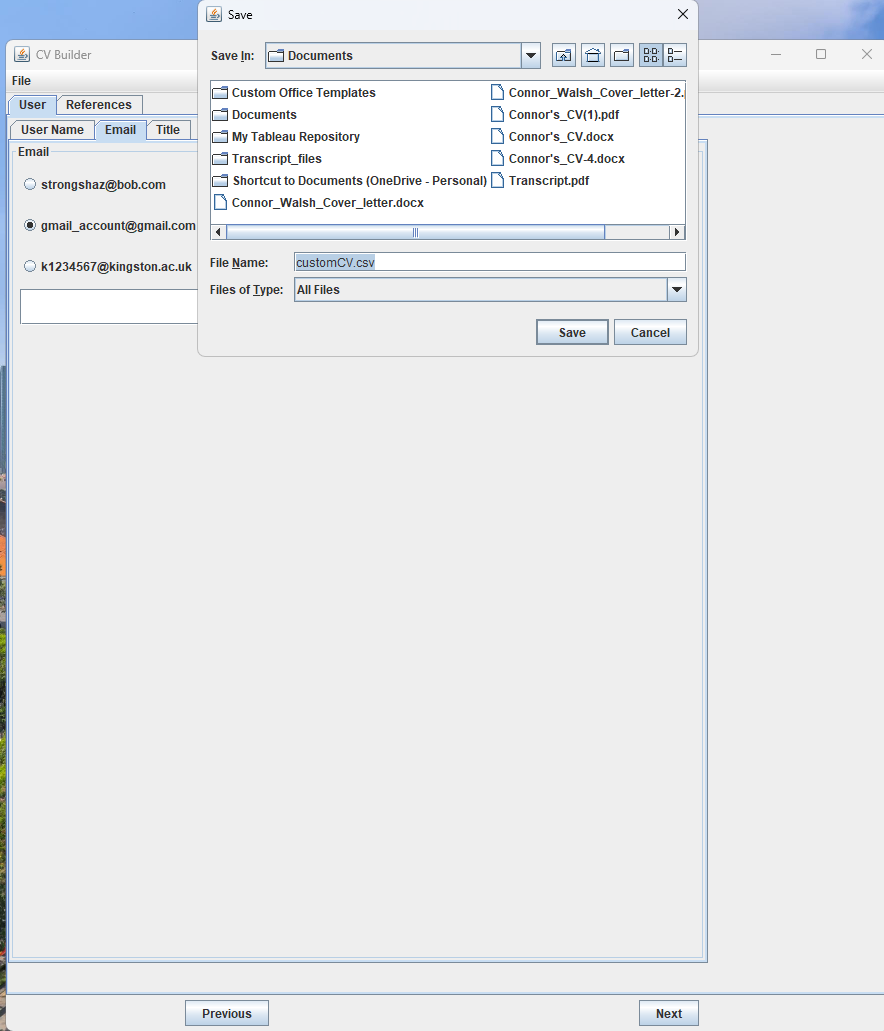 Save
Save In: Documents
CV Builder
File
User References
User Name Email Title
Email
strongshaz@bob.com
gmail_account@gmail.com
k1234567@kingston.ac.uk
Custom Office Templates
Documents
My Tableau Repository
Transcript_files
Shortcut to Documents (OneDrive - Personal)
Connor_Walsh_Cover_letter.docx
Connor_Walsh_Cover_letter-2.
Connor's_CV(1).pdf
Connor's_CV.docx
Connor's_CV-4.docx
Transcript.pdf
File Name: customCV.csv
Files of Type: All Files
Save Cancel
Previous Next